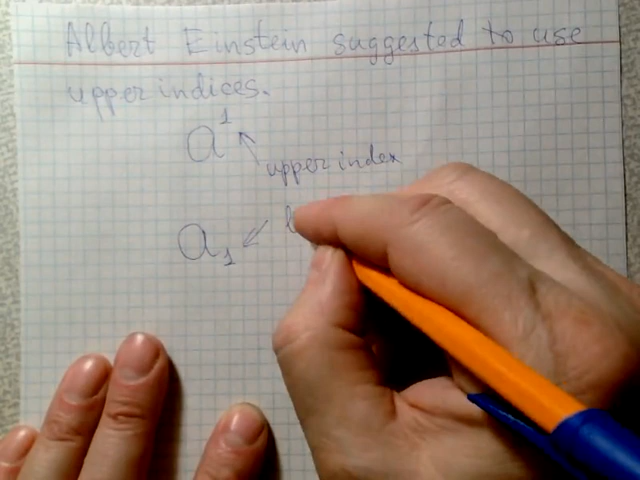 Albert Einstein suggested to use
upper indices.
a¹
upper index
a₁